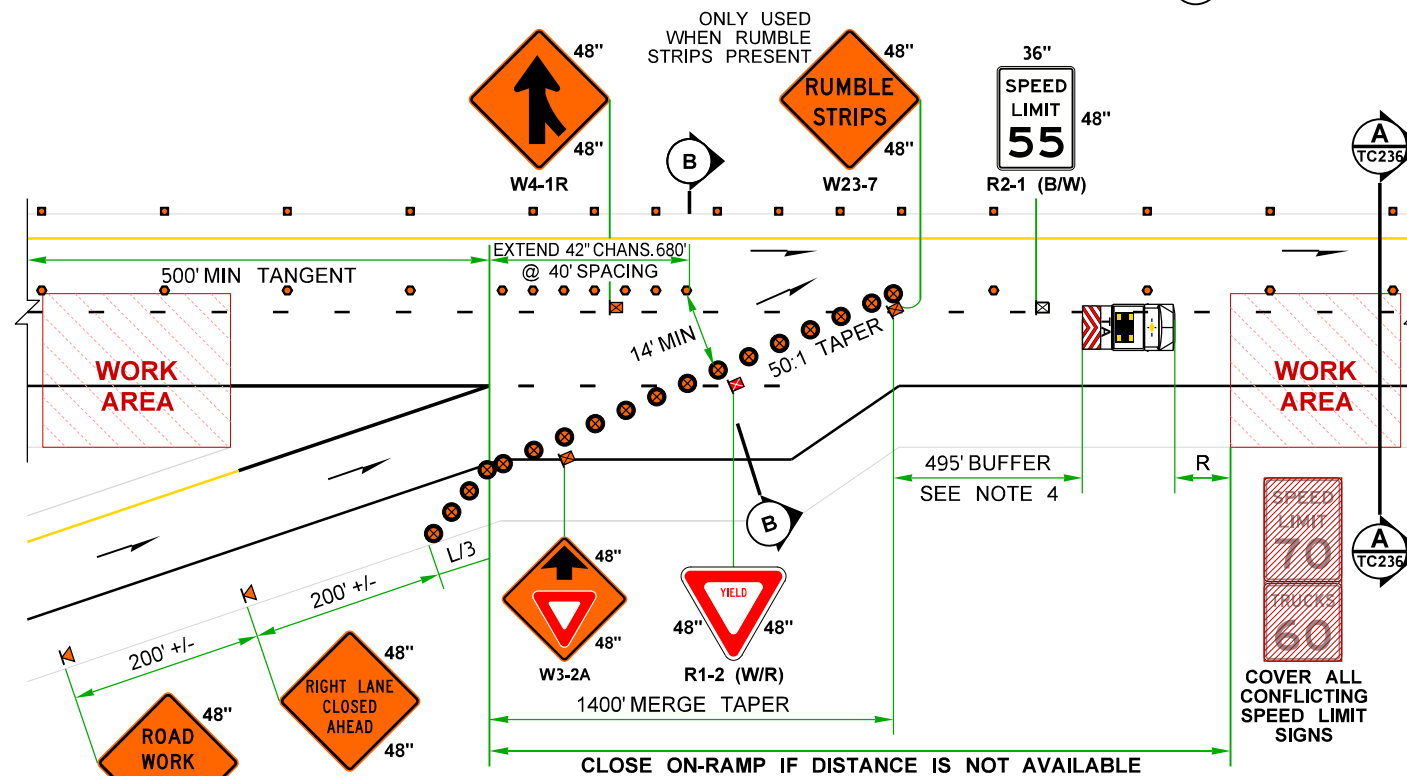 ONLY USED
WHEN RUMBLE
STRIPS PRESENT
48"
48"
W4-1R
RUMBLE
STRIPS
48"
48"
W23-7
36"
SPEED
LIMIT
55
48"
R2-1 (B/W)
B
A
TC236
EXTEND 42" CHANS. 680'
@ 40' SPACING
500' MIN TANGENT
14' MIN
50:1 TAPER
WORK
AREA
WORK
AREA
495' BUFFER
SEE NOTE 4
R
B
L/3
200' +/-
200' +/-
48"
48"
W3-2A
YIELD
48"
48"
R1-2 (W/R)
SPEED
LIMIT
70
TRUCKS
60
A
TC236
COVER ALL
CONFLICTING
SPEED LIMIT
SIGNS
RIGHT LANE
CLOSED
AHEAD
48"
48"
ROAD
WORK
48"
1400' MERGE TAPER
CLOSE ON-RAMP IF DISTANCE IS NOT AVAILABLE